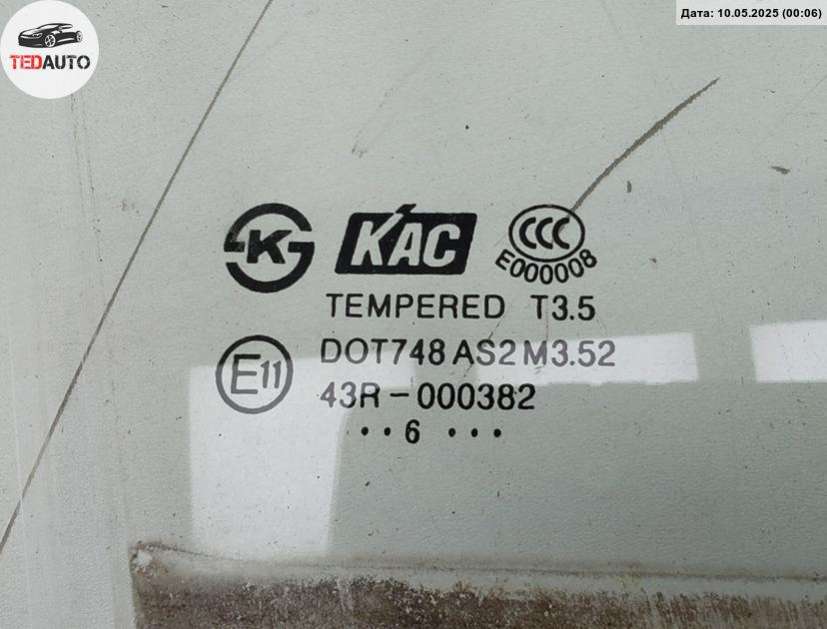 Дата: 10.05.2025 (00:06)
TEDAUTO
KS
KAC
CCC
E000008
TEMPERED T3.5
DOT748 AS2 M3.52
E11
43R-000382
··6 ···